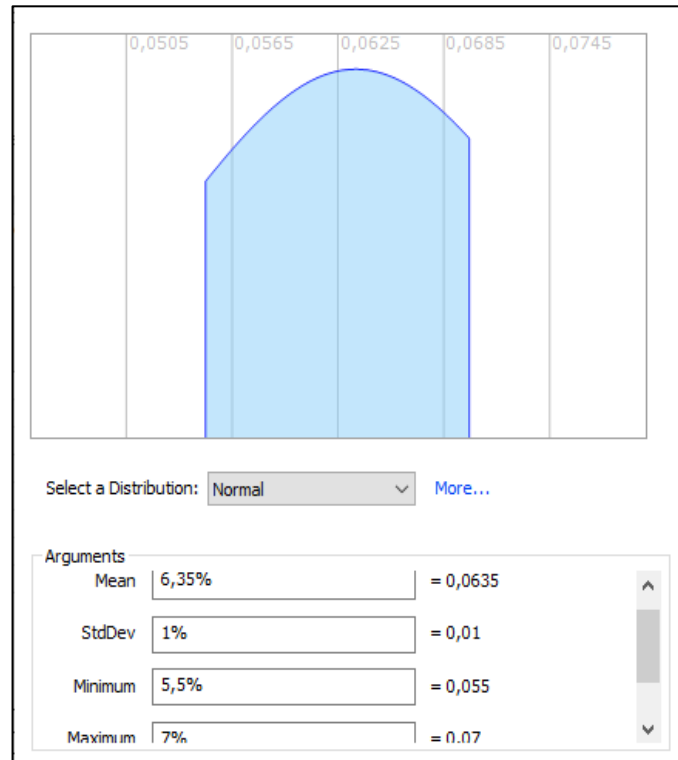 0,0505 0,0565 0,0625 0,0685 0,0745
Select a Distribution: Normal More...
Arguments
Mean 6,35% = 0,0635
StdDev 1% = 0,01
Minimum 5,5% = 0,055
Maximum 7% = 0,07